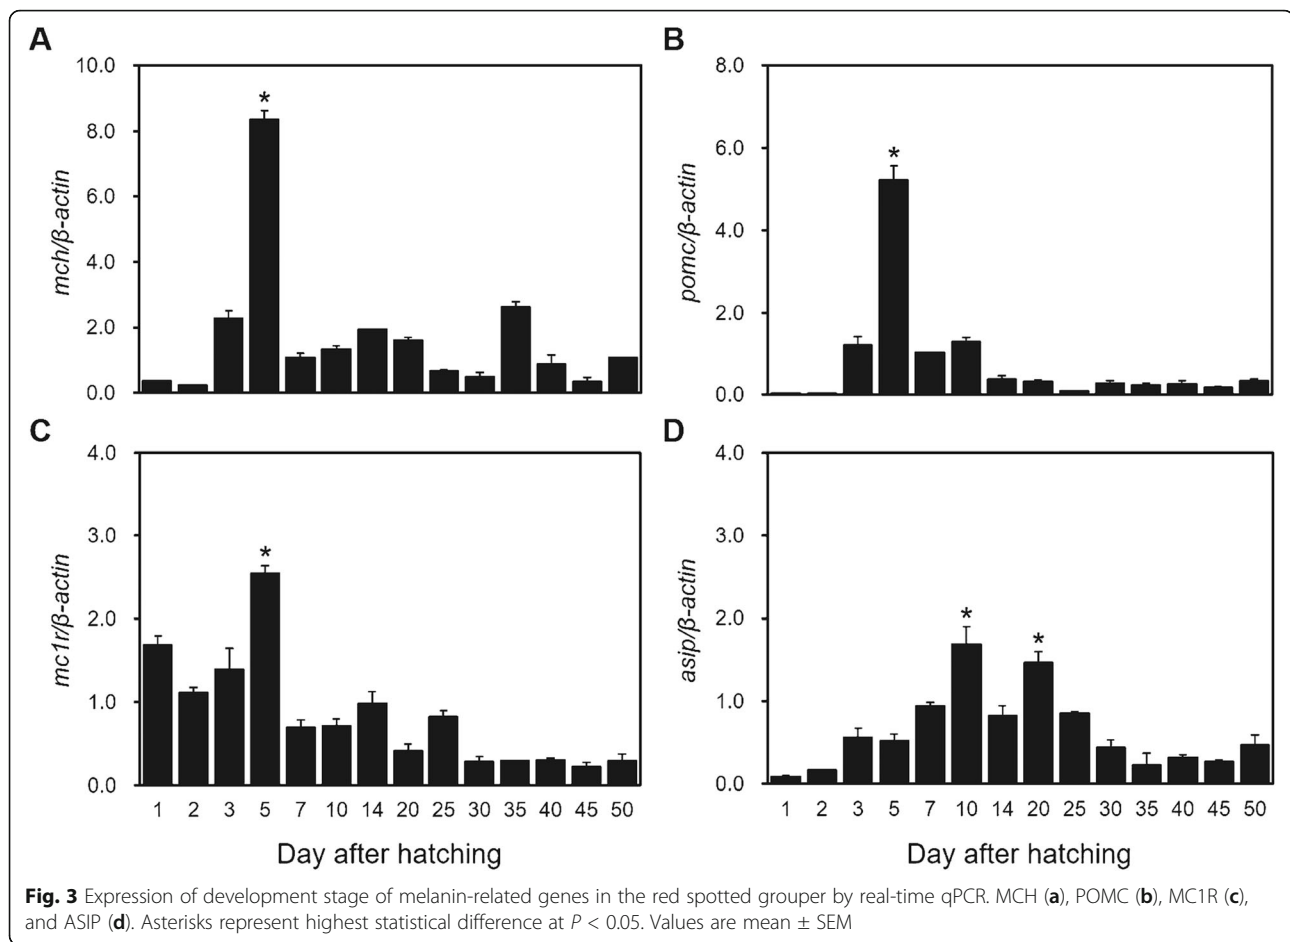 A
10.0
8.0
6.0
4.0
2.0
0.0
mch/β-actin
*
B
8.0
6.0
4.0
2.0
0.0
pomc/β-actin
*
C
4.0
3.0
2.0
1.0
0.0
mc1r/β-actin
*
1 2 3 5 7 10 14 20 25 30 35 40 45 50
Day after hatching
D
4.0
3.0
2.0
1.0
0.0
asip/β-actin
* *
1 2 3 5 7 10 14 20 25 30 35 40 45 50
Day after hatching
Fig. 3 Expression of development stage of melanin-related genes in the red spotted grouper by real-time qPCR. MCH (a), POMC (b), MC1R (c),
and ASIP (d). Asterisks represent highest statistical difference at P < 0.05. Values are mean ± SEM